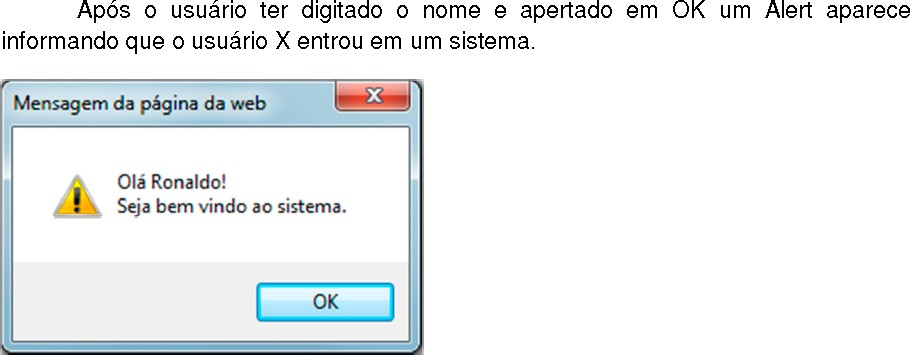 Após o usuário ter digitado o nome e apertado em OK um Alert aparece
informando que o usuário X entrou em um sistema.
Mensagem da página da web
Olá Ronaldo!
Seja bem vindo ao sistema.
OK